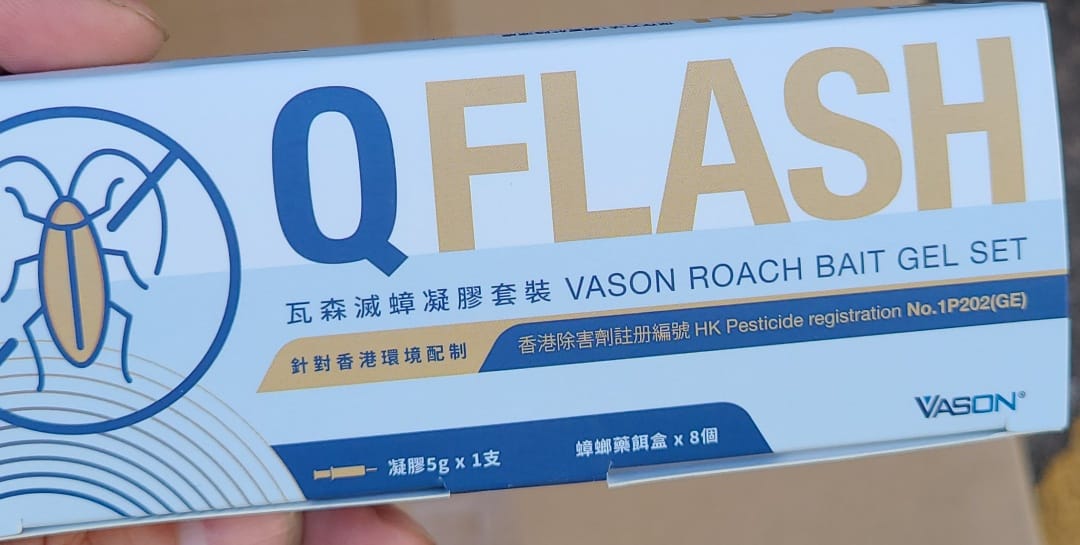 Q FLASH
瓦森滅蟑凝膠套裝 VASON ROACH BAIT GEL SET
針對香港環境配制
香港除害劑註册編號 HK Pesticide registration No.1P202(GE)
VASON®
凝膠5g x 1支
蟑螂藥餌盒 x 8個